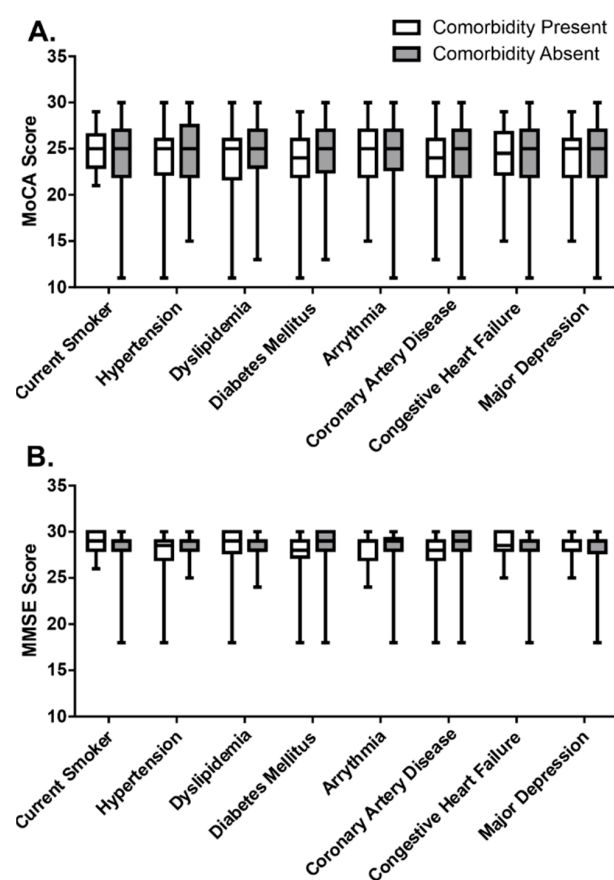 A.
Comorbidity Present
Comorbidity Absent
35
30
25
20
15
10
MoCA Score
Current Smoker
Hypertension
Dyslipidemia
Diabetes Mellitus
Arrythmia
Coronary Artery Disease
Congestive Heart Failure
Major Depression
B.
35
30
25
20
15
10
MMSE Score
Current Smoker
Hypertension
Dyslipidemia
Diabetes Mellitus
Arrythmia
Coronary Artery Disease
Congestive Heart Failure
Major Depression